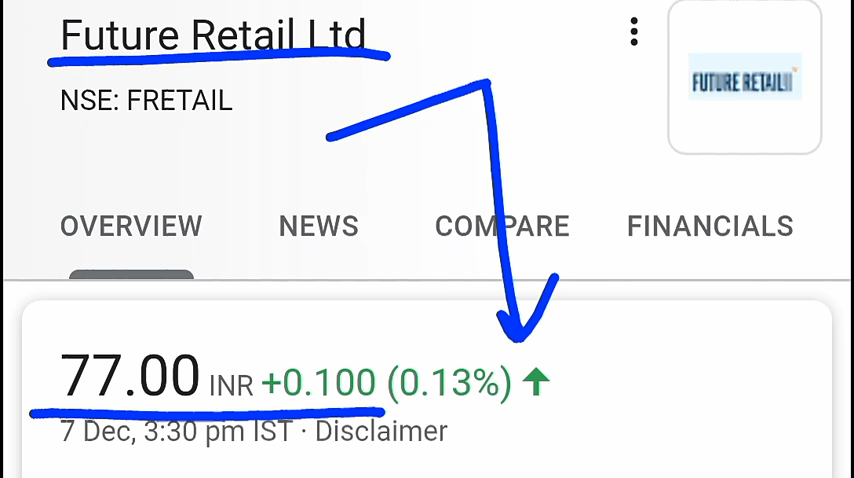 Future Retail Ltd
NSE: FRETAIL
FUTURE RETAIL
OVERVIEW NEWS COMPARE FINANCIALS
77.00 INR +0.100 (0.13%)
7 Dec, 3:30 pm IST · Disclaimer